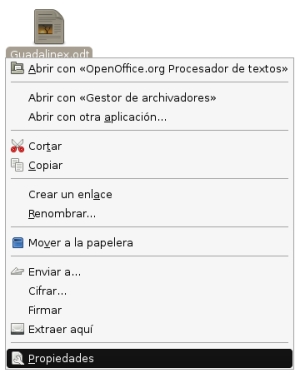 Guadalinex.odt
Abrir con «OpenOffice.org Procesador de textos»
Abrir con «Gestor de archivadores»
Abrir con otra aplicación...
Cortar
Copiar
Crear un enlace
Renombrar...
Mover a la papelera
Enviar a...
Cifrar...
Firmar
Extraer aquí
Propiedades